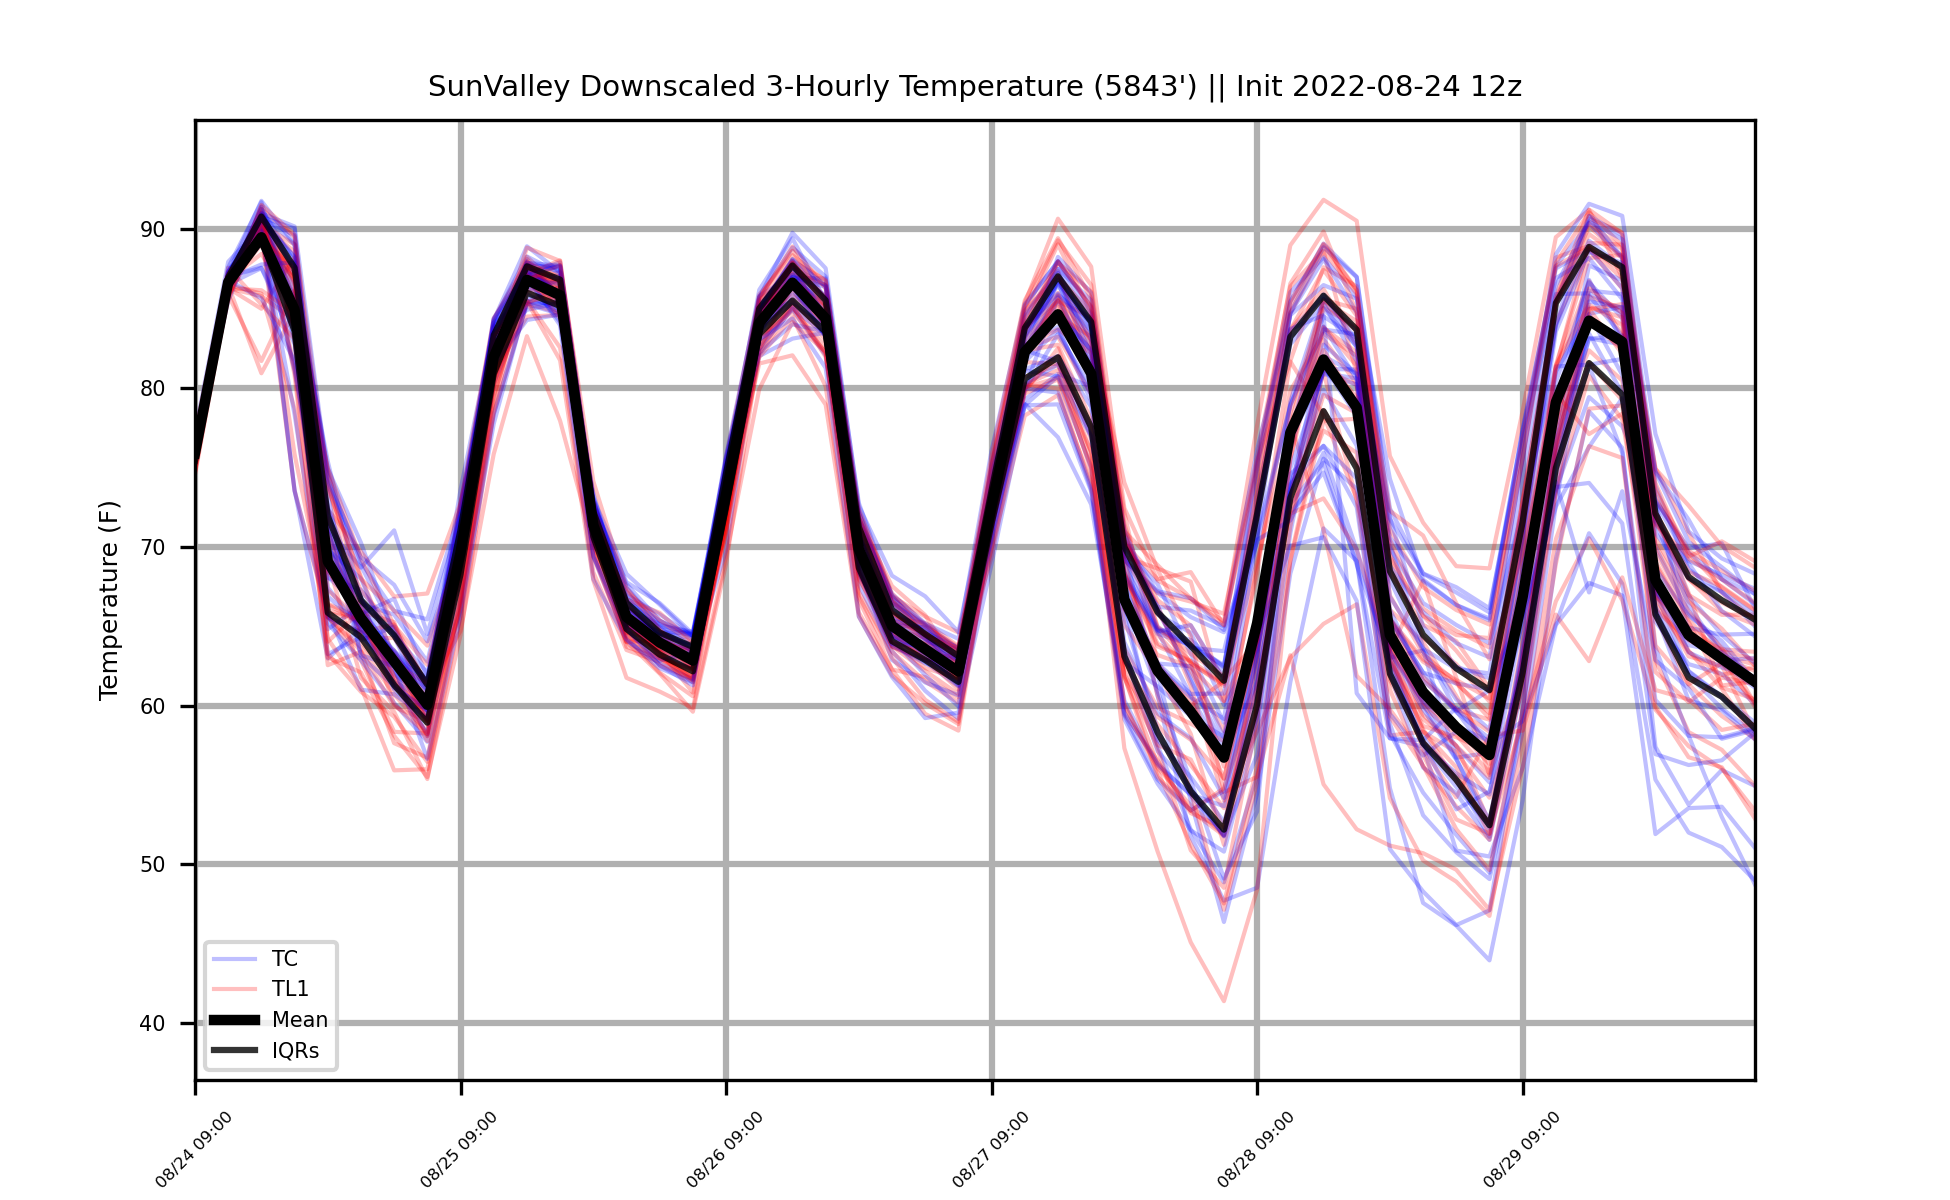 SunValley Downscaled 3-Hourly Temperature (5843') || Init 2022-08-24 12z
Temperature (F)
90
80
70
60
50
40
TC
TL1
Mean
IQRs
08/24 09:00
08/25 09:00
08/26 09:00
08/27 09:00
08/28 09:00
08/29 09:00